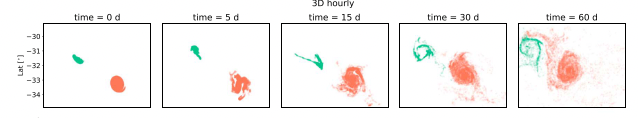 3D hourly
time = 0 d time = 5 d time = 15 d time = 30 d time = 60 d
−30
−31
−32
−33
−34
Lat [°]